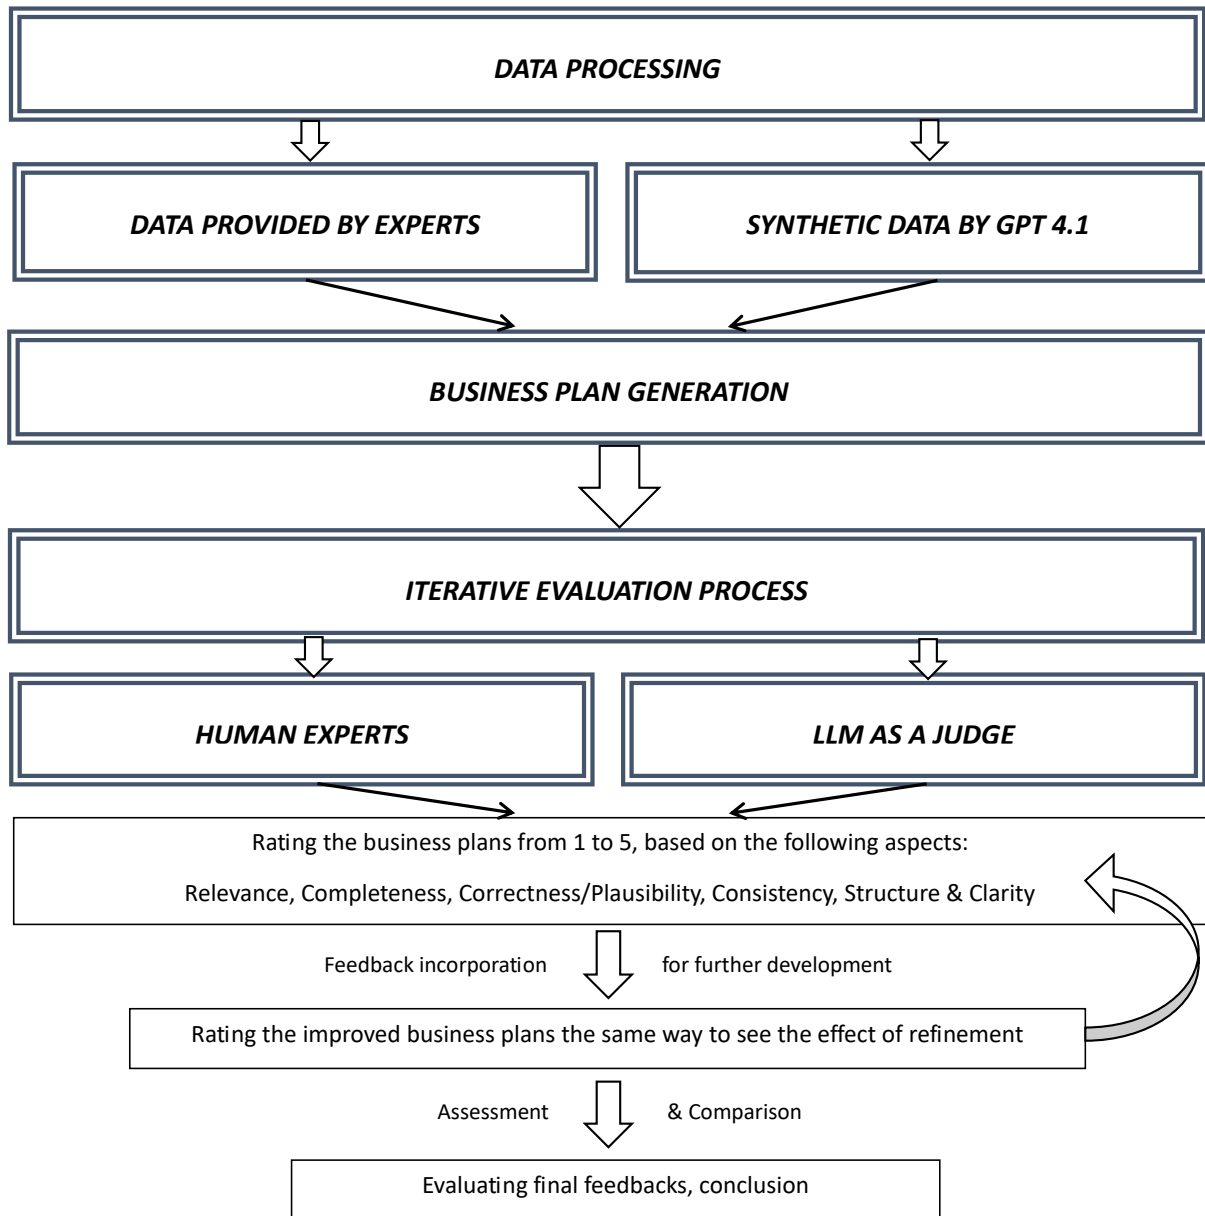 DATA PROCESSING
DATA PROVIDED BY EXPERTS
SYNTHETIC DATA BY GPT 4.1
BUSINESS PLAN GENERATION
ITERATIVE EVALUATION PROCESS
HUMAN EXPERTS
LLM AS A JUDGE
Rating the business plans from 1 to 5, based on the following aspects:
Relevance, Completeness, Correctness/Plausibility, Consistency, Structure & Clarity
Feedback incorporation for further development
Rating the improved business plans the same way to see the effect of refinement
Assessment & Comparison
Evaluating final feedbacks, conclusion